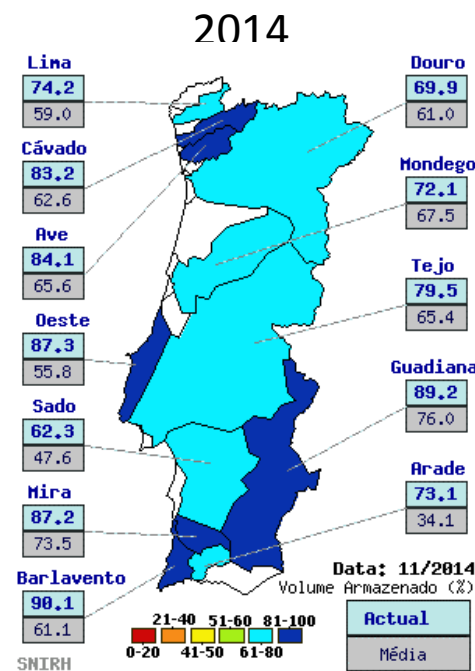 2014
Lima
74.2
59.0
Cávado
83.2
62.6
Ave
84.1
65.6
Oeste
87.3
55.8
Sado
62.3
47.6
Mira
87.2
73.5
Barlavento
90.1
61.1
Douro
69.9
61.0
Mondego
72.1
67.5
Tejo
79.5
65.4
Guadiana
89.2
76.0
Arade
73.1
34.1
Data: 11/2014
Volume Armazenado (%)
Actual
Média
21-40 51-60 81-100
0-20 41-50 61-80
SNIRH